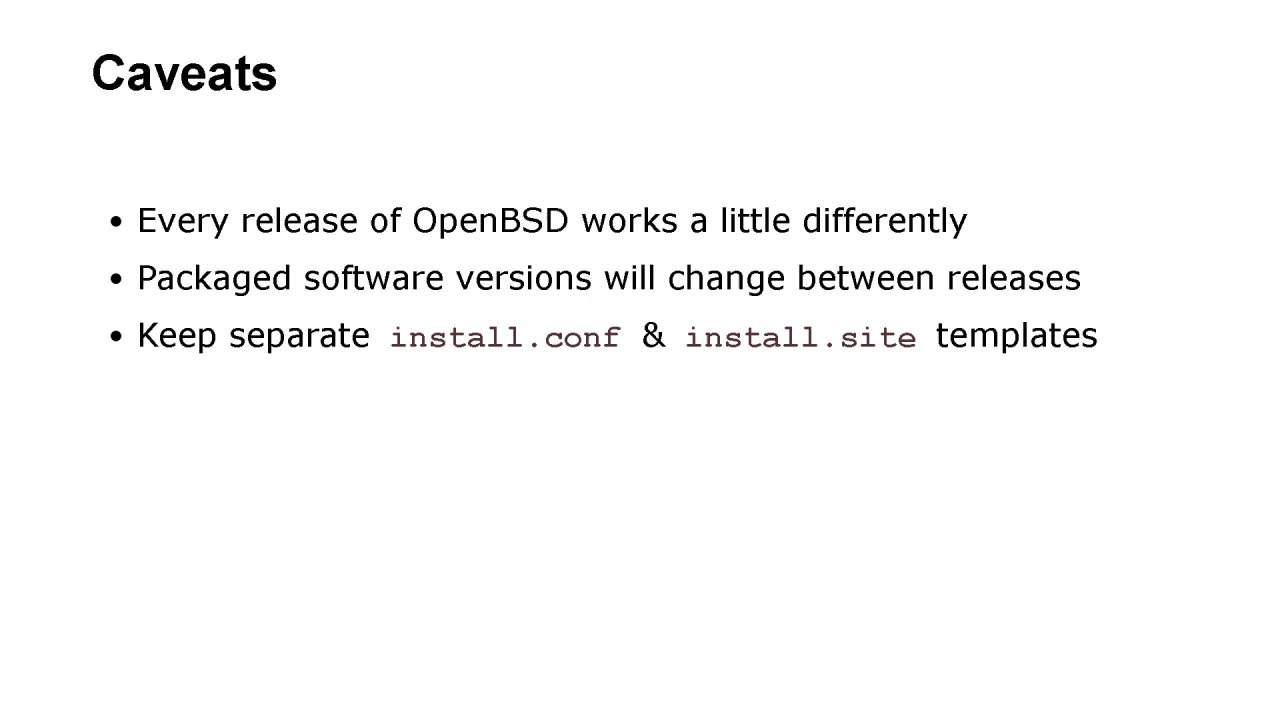 Caveats
• Every release of OpenBSD works a little differently
• Packaged software versions will change between releases
• Keep separate install.conf & install.site templates